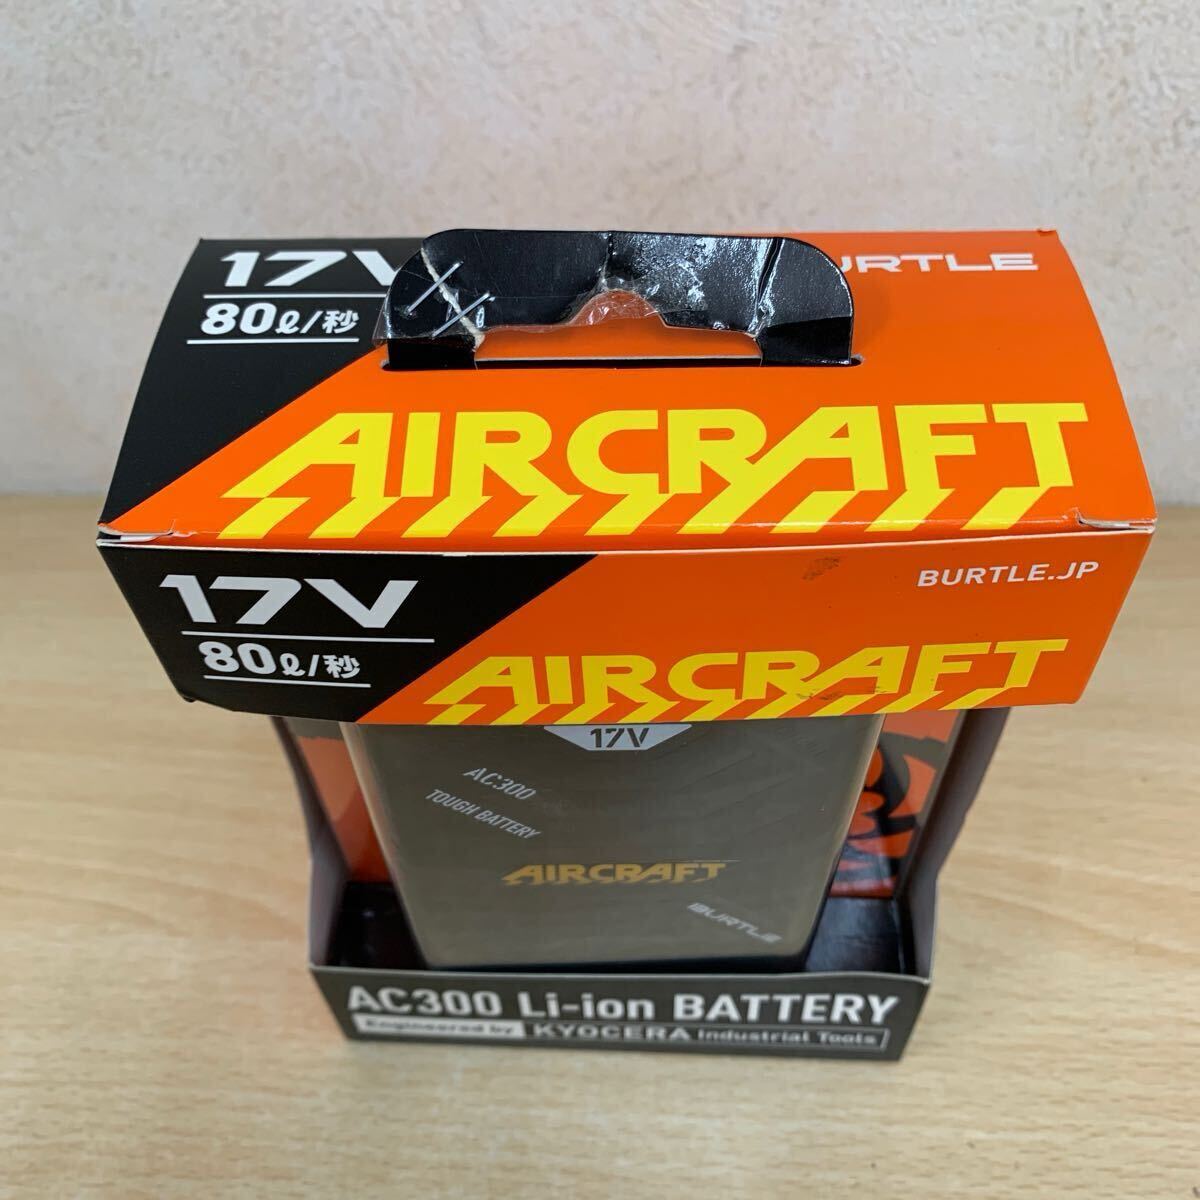 17V
80ℓ/秒
AIRCRAFT
17V
80ℓ/秒
BURTLE.JP
AIRCRAFT
17V
AC300
TOUGH BATTERY
AIRCRAFT
BURTLE
AC300 Li-ion BATTERY
Engineered by KYOCERA Industrial Tools